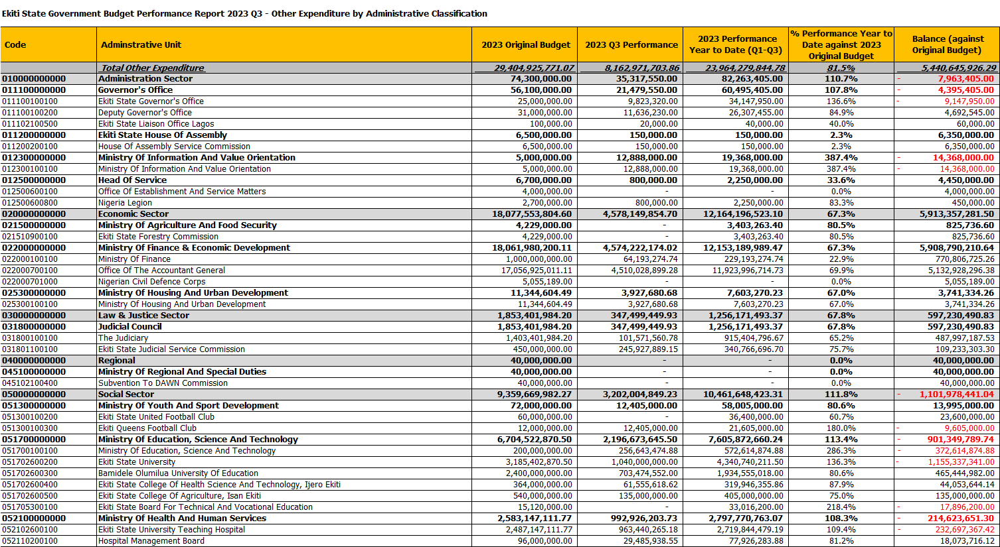 Ekiti State Government Budget Performance Report 2023 Q3 - Other Expenditure by Administrative Classification
Code Adminstrative Unit 2023 Original Budget 2023 Q3 Performance 2023 Performance Year to Date (Q1-Q3) % Performance Year to Date against 2023 Original Budget Balance (against Original Budget)
Total Other Expenditure 29,404,925,771.07 8,162,971,703.86 23,964,279,844.78 81.5% 5,440,645,926.29
010000000000 Administration Sector 74,300,000.00 35,317,550.00 82,263,405.00 110.7% - 7,963,405.00
011100000000 Governor's Office 56,100,000.00 21,479,550.00 60,495,405.00 107.8% - 4,395,405.00
011100100100 Ekiti State Governor's Office 25,000,000.00 9,823,320.00 34,147,950.00 136.6% - 9,147,950.00
011100100200 Deputy Governor's Office 31,000,000.00 11,636,230.00 26,307,455.00 84.9% 4,692,545.00
011102100500 Ekiti State Liaison Office Lagos 100,000.00 20,000.00 40,000.00 40.0% 60,000.00
011200000000 Ekiti State House Of Assembly 6,500,000.00 150,000.00 150,000.00 2.3% 6,350,000.00
011200200100 House Of Assembly Service Commission 6,500,000.00 150,000.00 150,000.00 2.3% 6,350,000.00
012300000000 Ministry Of Information And Value Orientation 5,000,000.00 12,888,000.00 19,368,000.00 387.4% - 14,368,000.00
012300100100 Ministry Of Information And Value Orientation 5,000,000.00 12,888,000.00 19,368,000.00 387.4% - 14,368,000.00
012500000000 Head Of Service 6,700,000.00 800,000.00 2,250,000.00 33.6% 4,450,000.00
012500600100 Office Of Establishment And Service Matters 4,000,000.00 - - 0.0% 4,000,000.00
012500600800 Nigeria Legion 2,700,000.00 800,000.00 2,250,000.00 83.3% 450,000.00
020000000000 Economic Sector 18,077,553,804.60 4,578,149,854.70 12,164,196,523.10 67.3% 5,913,357,281.50
021500000000 Ministry Of Agriculture And Food Security 4,229,000.00 - 3,403,263.40 80.5% 825,736.60
021510900100 Ekiti State Forestry Commission 4,229,000.00 - 3,403,263.40 80.5% 825,736.60
022000000000 Ministry Of Finance & Economic Development 18,061,980,200.11 4,574,222,174.02 12,153,189,989.47 67.3% 5,908,790,210.64
022000100100 Ministry Of Finance 1,000,000,000.00 64,193,274.74 229,193,274.74 22.9% 770,806,725.26
022000700100 Office Of The Accountant General 17,056,925,011.11 4,510,028,899.28 11,923,996,714.73 69.9% 5,132,928,296.38
022000701000 Nigerian Civil Defence Corps 5,055,189.00 - - 0.0% 5,055,189.00
025300000000 Ministry Of Housing And Urban Development 11,344,604.49 3,927,680.68 7,603,270.23 67.0% 3,741,334.26
025300100100 Ministry Of Housing And Urban Development 11,344,604.49 3,927,680.68 7,603,270.23 67.0% 3,741,334.26
030000000000 Law & Justice Sector 1,853,401,984.20 347,499,449.93 1,256,171,493.37 67.8% 597,230,490.83
031800000000 Judicial Council 1,853,401,984.20 347,499,449.93 1,256,171,493.37 67.8% 597,230,490.83
031800100100 The Judiciary 1,403,401,984.20 101,571,560.78 915,404,796.67 65.2% 487,997,187.53
031801100100 Ekiti State Judicial Service Commission 450,000,000.00 245,927,889.15 340,766,696.70 75.7% 109,233,303.30
040000000000 Regional 40,000,000.00 - - 0.0% 40,000,000.00
045100000000 Ministry Of Regional And Special Duties 40,000,000.00 - - 0.0% 40,000,000.00
045102100400 Subvention To DAWN Commission 40,000,000.00 - - 0.0% 40,000,000.00
050000000000 Social Sector 9,359,669,982.27 3,202,004,849.23 10,461,648,423.31 111.8% - 1,101,978,441.04
051300000000 Ministry Of Youth And Sport Development 72,000,000.00 12,405,000.00 58,005,000.00 80.6% 13,995,000.00
051300100200 Ekiti State United Football Club 60,000,000.00 - 36,400,000.00 60.7% 23,600,000.00
051300100300 Ekiti Queens Football Club 12,000,000.00 12,405,000.00 21,605,000.00 180.0% - 9,605,000.00
051700000000 Ministry Of Education, Science And Technology 6,704,522,870.50 2,196,673,645.50 7,605,872,660.24 113.4% - 901,349,789.74
051700100100 Ministry Of Education, Science And Technology 200,000,000.00 256,643,474.88 572,614,874.88 286.3% - 372,614,874.88
051702600200 Ekiti State University 3,185,402,870.50 1,040,000,000.00 4,340,740,211.50 136.3% - 1,155,337,341.00
051702600300 Bamidele Olumilua University Of Education 2,400,000,000.00 703,474,552.00 1,934,555,018.00 80.6% 465,444,982.00
051702600400 Ekiti State College Of Health Science And Technology, Ijero Ekiti 364,000,000.00 61,555,618.62 319,946,355.86 87.9% 44,053,644.14
051702600500 Ekiti State College Of Agriculture, Isan Ekiti 540,000,000.00 135,000,000.00 405,000,000.00 75.0% 135,000,000.00
051705300100 Ekiti State Board For Technical And Vocational Education 15,120,000.00 - 33,016,200.00 218.4% - 17,896,200.00
052100000000 Ministry Of Health And Human Services 2,583,147,111.77 992,926,203.73 2,797,770,763.07 108.3% - 214,623,651.30
052102600100 Ekiti State University Teaching Hospital 2,487,147,111.77 963,440,265.18 2,719,844,479.19 109.4% - 232,697,367.42
052110200100 Hospital Management Board 96,000,000.00 29,485,938.55 77,926,283.88 81.2% 18,073,716.12